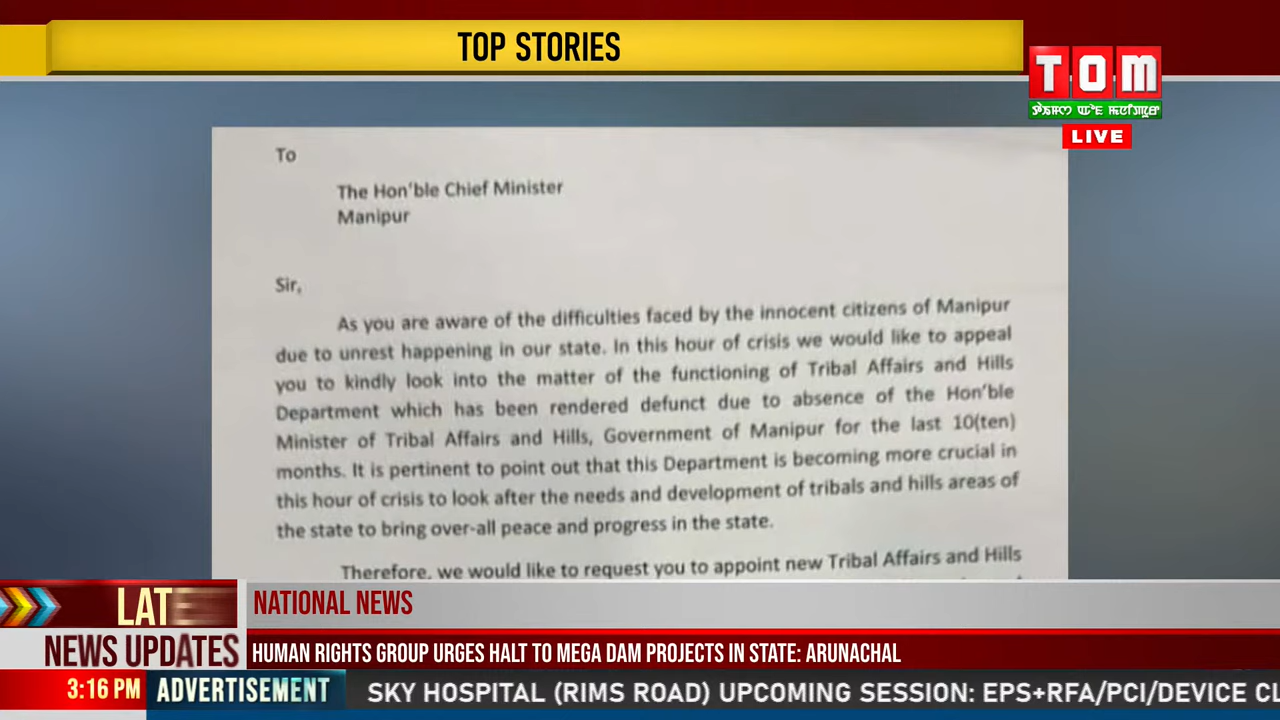 TOP STORIES
TOM
LIVE
To
The Hon'ble Chief Minister
Manipur
Sir,
As you are aware of the difficulties faced by the innocent citizens of Manipur
due to unrest happening in our state. In this hour of crisis we would like to appeal
you to kindly look into the matter of the functioning of Tribal Affairs and Hills
Department which has been rendered defunct due to absence of the Hon'ble
Minister of Tribal Affairs and Hills, Government of Manipur for the last 10(ten)
months. It is pertinent to point out that this Department is becoming more crucial in
this hour of crisis to look after the needs and development of tribals and hills areas of
the state to bring over-all peace and progress in the state.
Therefore, we would like to request you to appoint new Tribal Affairs and Hills
LATE
NEWS UPDATES
NATIONAL NEWS
HUMAN RIGHTS GROUP URGES HALT TO MEGA DAM PROJECTS IN STATE: ARUNACHAL
3:16 PM
ADVERTISEMENT
SKY HOSPITAL (RIMS ROAD) UPCOMING SESSION: EPS+RFA/PCI/DEVICE CL